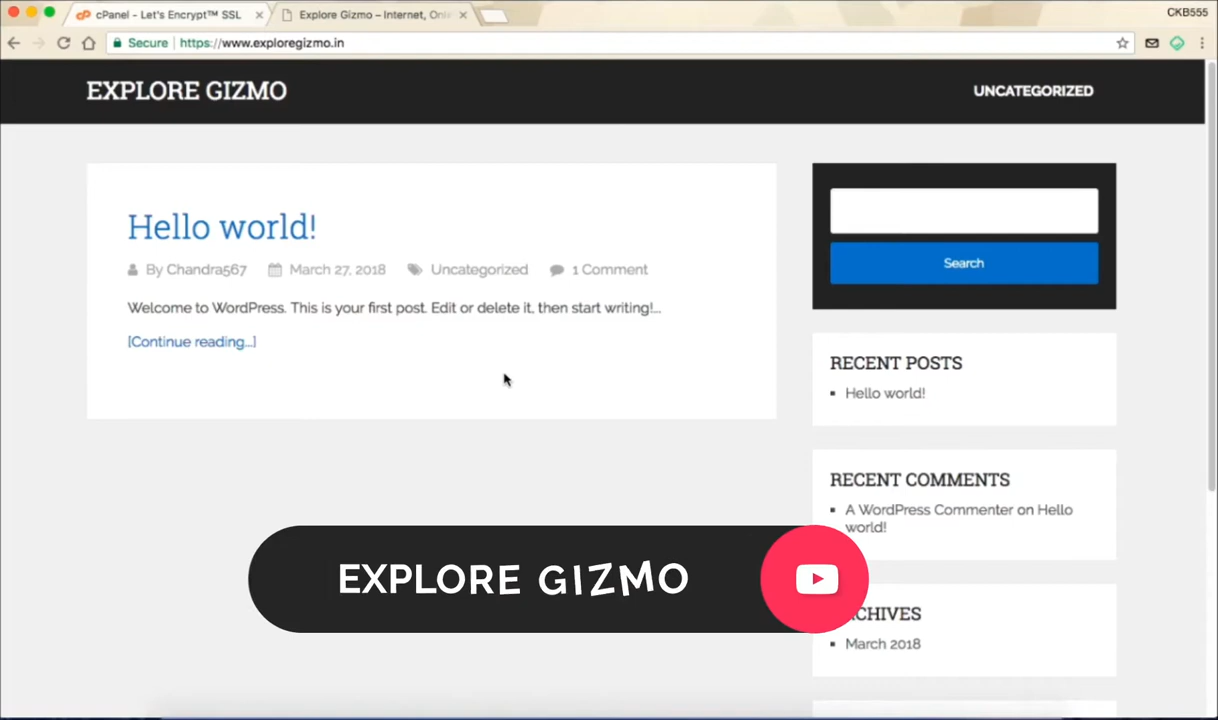 cPanel - Let's Encrypt™ SSL
Explore Gizmo – Internet, Onli
CKB555
Secure
https://www.exploregizmo.in
EXPLORE GIZMO
UNCATEGORIZED
Hello world!
By Chandra567 March 27, 2018 Uncategorized 1 Comment
Welcome to WordPress. This is your first post. Edit or delete it, then start writing!...
[Continue reading...]
Search
RECENT POSTS
Hello world!
RECENT COMMENTS
A WordPress Commenter on Hello
world!
EXPLORE GIZMO
CHIVES
March 2018